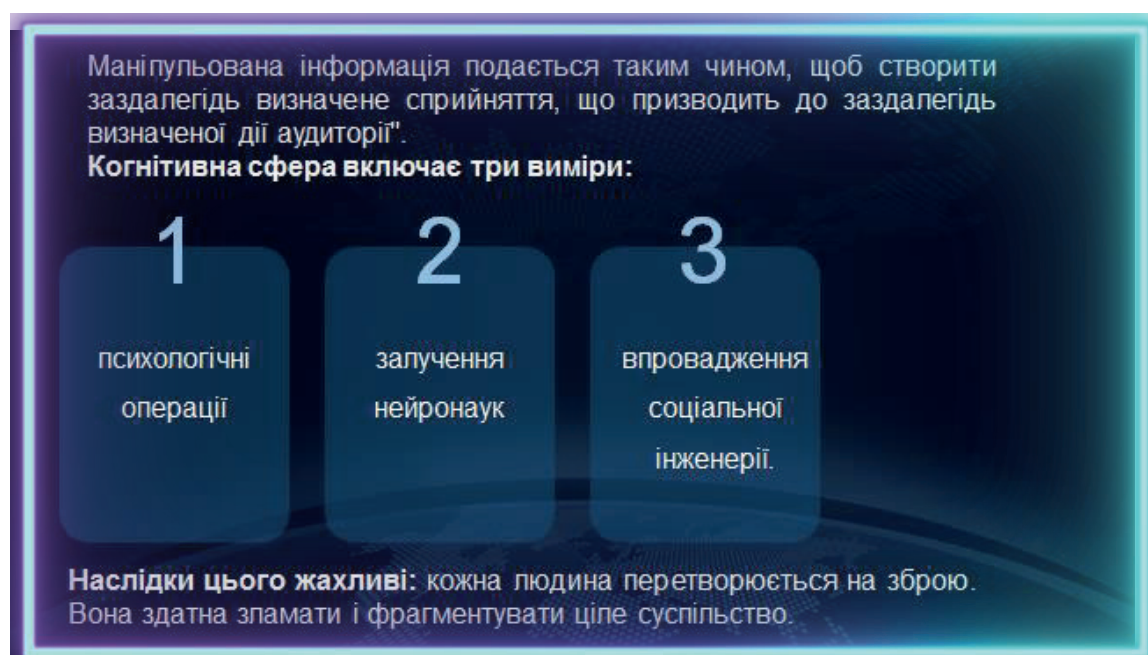 Маніпульована інформація подається таким чином, щоб створити
заздалегідь визначене сприйняття, що призводить до заздалегідь
визначеної дії аудиторії".
Когнітивна сфера включає три виміри:
1
психологічні
операції
2
залучення
нейронаук
3
впровадження
соціальної
інженерії.
Наслідки цього жахливі: кожна людина перетворюється на зброю.
Вона здатна зламати і фрагментувати ціле суспільство.